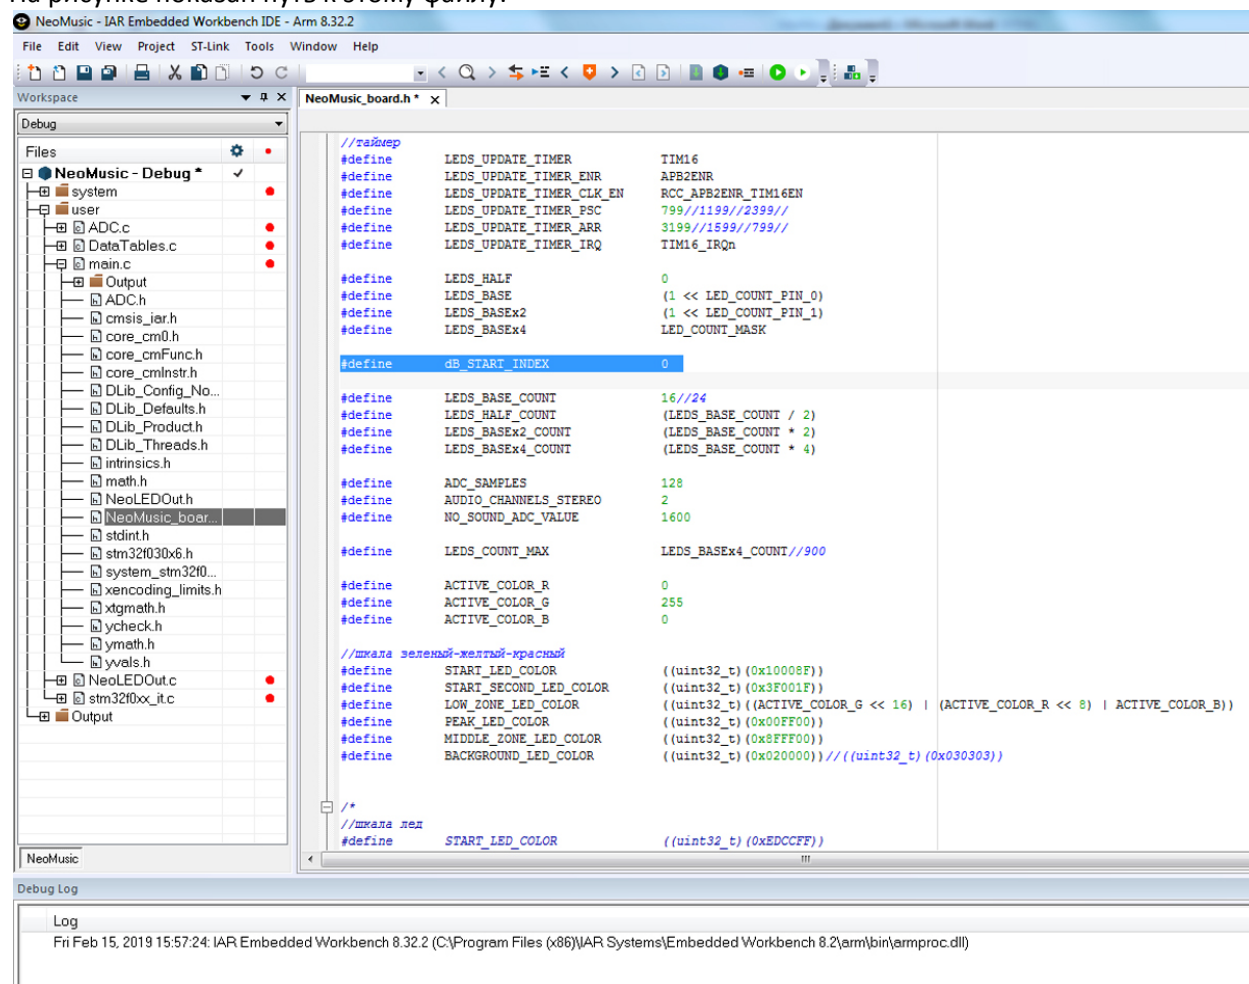 На рисунке показан путь к этому файлу.
NeoMusic - IAR Embedded Workbench IDE - Arm 8.32.2
File Edit View Project ST-Link Tools Window Help
Workspace
Debug
Files
NeoMusic - Debug *
system
user
ADC.c
DataTables.c
main.c
Output
ADC.h
cmsis_iar.h
core_cm0.h
core_cmFunc.h
core_cmInstr.h
DLib_Config_No...
DLib_Defaults.h
DLib_Product.h
DLib_Threads.h
intrinsics.h
math.h
NeoLEDOut.h
NeoMusic_boar...
stdint.h
stm32f030x6.h
system_stm32f0...
xencoding_limits.h
xtgmath.h
ycheck.h
ymath.h
yvals.h
NeoLEDOut.c
stm32f0xx_it.c
Output
NeoMusic
NeoMusic_board.h *
//таймер
#define LEDS_UPDATE_TIMER TIM16
#define LEDS_UPDATE_TIMER_ENR APB2ENR
#define LEDS_UPDATE_TIMER_CLK_EN RCC_APB2ENR_TIM16EN
#define LEDS_UPDATE_TIMER_PSC 799//1199//2399//
#define LEDS_UPDATE_TIMER_ARR 3199//1599//799//
#define LEDS_UPDATE_TIMER_IRQ TIM16_IRQn
#define LEDS_HALF 0
#define LEDS_BASE (1 << LED_COUNT_PIN_0)
#define LEDS_BASEx2 (1 << LED_COUNT_PIN_1)
#define LEDS_BASEx4 LED_COUNT_MASK
#define dB_START_INDEX 0
#define LEDS_BASE_COUNT 16//24
#define LEDS_HALF_COUNT (LEDS_BASE_COUNT / 2)
#define LEDS_BASEx2_COUNT (LEDS_BASE_COUNT * 2)
#define LEDS_BASEx4_COUNT (LEDS_BASE_COUNT * 4)
#define ADC_SAMPLES 128
#define AUDIO_CHANNELS_STEREO 2
#define NO_SOUND_ADC_VALUE 1600
#define LEDS_COUNT_MAX LEDS_BASEx4_COUNT//900
#define ACTIVE_COLOR_R 0
#define ACTIVE_COLOR_G 255
#define ACTIVE_COLOR_B 0
//шкала зеленый-желтый-красный
#define START_LED_COLOR ((uint32_t)(0x10008F))
#define START_SECOND_LED_COLOR ((uint32_t)(0x3F001F))
#define LOW_ZONE_LED_COLOR ((uint32_t)((ACTIVE_COLOR_G << 16) | (ACTIVE_COLOR_R << 8) | ACTIVE_COLOR_B))
#define PEAK_LED_COLOR ((uint32_t)(0x00FF00))
#define MIDDLE_ZONE_LED_COLOR ((uint32_t)(0x8FFF00))
#define BACKGROUND_LED_COLOR ((uint32_t)(0x020000))//((uint32_t)(0x030303))
/*
//шкала лед
#define START_LED_COLOR ((uint32_t)(0xEDCCFF))
Debug Log
Log
Fri Feb 15, 2019 15:57:24: IAR Embedded Workbench 8.32.2 (C:\Program Files (x86)\IAR Systems\Embedded Workbench 8.2\arm\bin\armproc.dll)